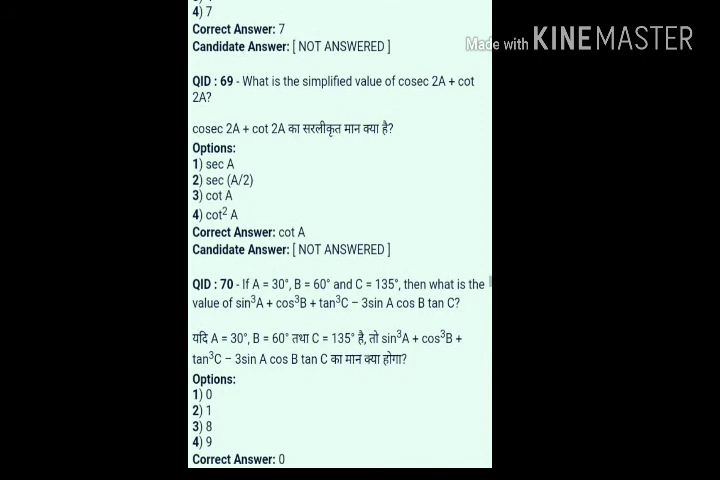 4) 7
Correct Answer: 7
Candidate Answer: [ NOT ANSWERED ]
Made with KINEMASTER
QID : 69 - What is the simplified value of cosec 2A + cot
2A?
cosec 2A + cot 2A का सरलीकृत मान क्या है?
Options:
1) sec A
2) sec (A/2)
3) cot A
4) cot² A
Correct Answer: cot A
Candidate Answer: [ NOT ANSWERED ]
QID : 70 - If A = 30°, B = 60° and C = 135°, then what is the
value of sin³A + cos³B + tan³C – 3sin A cos B tan C?
यदि A = 30°, B = 60° तथा C = 135° है, तो sin³A + cos³B +
tan³C – 3sin A cos B tan C का मान क्या होगा?
Options:
1) 0
2) 1
3) 8
4) 9
Correct Answer: 0